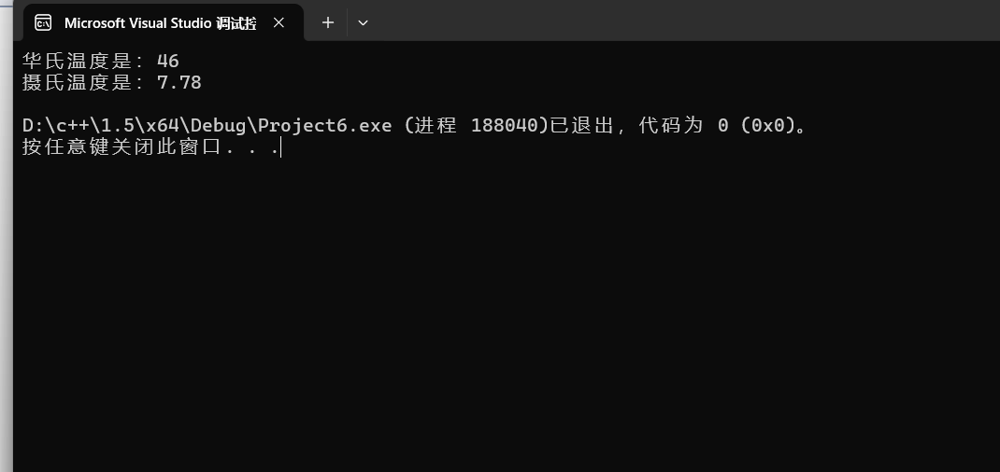 Microsoft Visual Studio 调试控
华氏温度是：46
摄氏温度是：7.78
D:\c++\1.5\x64\Debug\Project6.exe (进程 188040)已退出，代码为 0 (0x0)。
按任意键关闭此窗口. . .